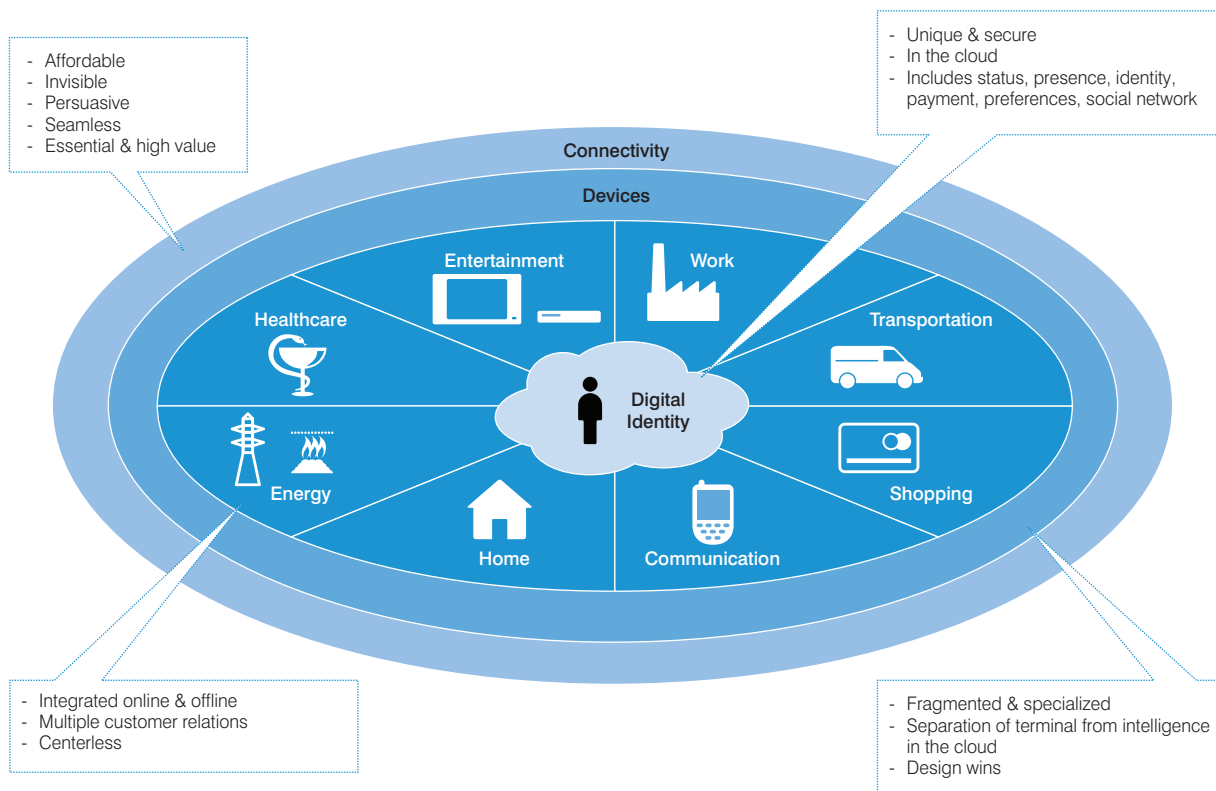 - Affordable
- Invisible
- Persuasive
- Seamless
- Essential & high value
- Unique & secure
- In the cloud
- Includes status, presence, identity,
payment, preferences, social network
Connectivity
Devices
Entertainment
Work
Healthcare
Transportation
Digital
Identity
Energy
Shopping
Home
Communication
- Integrated online & offline
- Multiple customer relations
- Centerless
- Fragmented & specialized
- Separation of terminal from intelligence
in the cloud
- Design wins